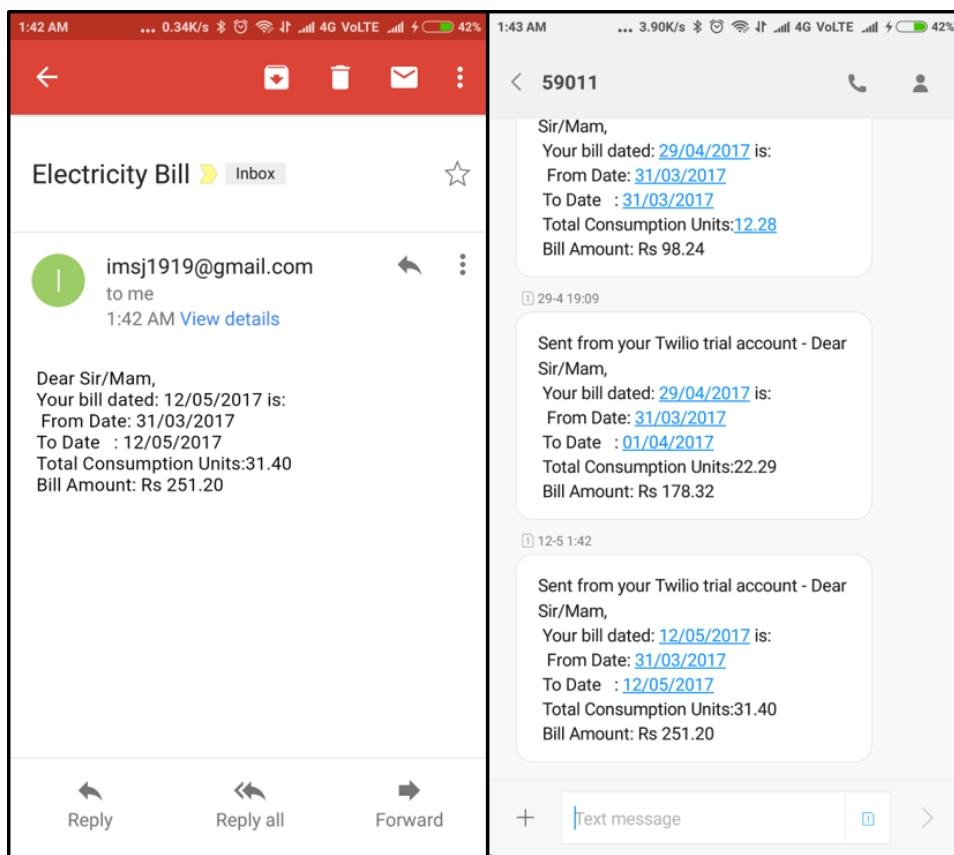 1:42 AM ... 0.34K/s 4G VoLTE 42%
Electricity Bill Inbox
I
imsj1919@gmail.com
to me
1:42 AM View details
Dear Sir/Mam,
Your bill dated: 12/05/2017 is:
From Date: 31/03/2017
To Date : 12/05/2017
Total Consumption Units:31.40
Bill Amount: Rs 251.20
Reply Reply all Forward
1:43 AM ... 3.90K/s 4G VoLTE 42%
59011
Sir/Mam,
Your bill dated: 29/04/2017 is:
From Date: 31/03/2017
To Date : 31/03/2017
Total Consumption Units:12.28
Bill Amount: Rs 98.24
1 29-4 19:09
Sent from your Twilio trial account - Dear
Sir/Mam,
Your bill dated: 29/04/2017 is:
From Date: 31/03/2017
To Date : 01/04/2017
Total Consumption Units:22.29
Bill Amount: Rs 178.32
1 12-5 1:42
Sent from your Twilio trial account - Dear
Sir/Mam,
Your bill dated: 12/05/2017 is:
From Date: 31/03/2017
To Date : 12/05/2017
Total Consumption Units:31.40
Bill Amount: Rs 251.20
Text message 1